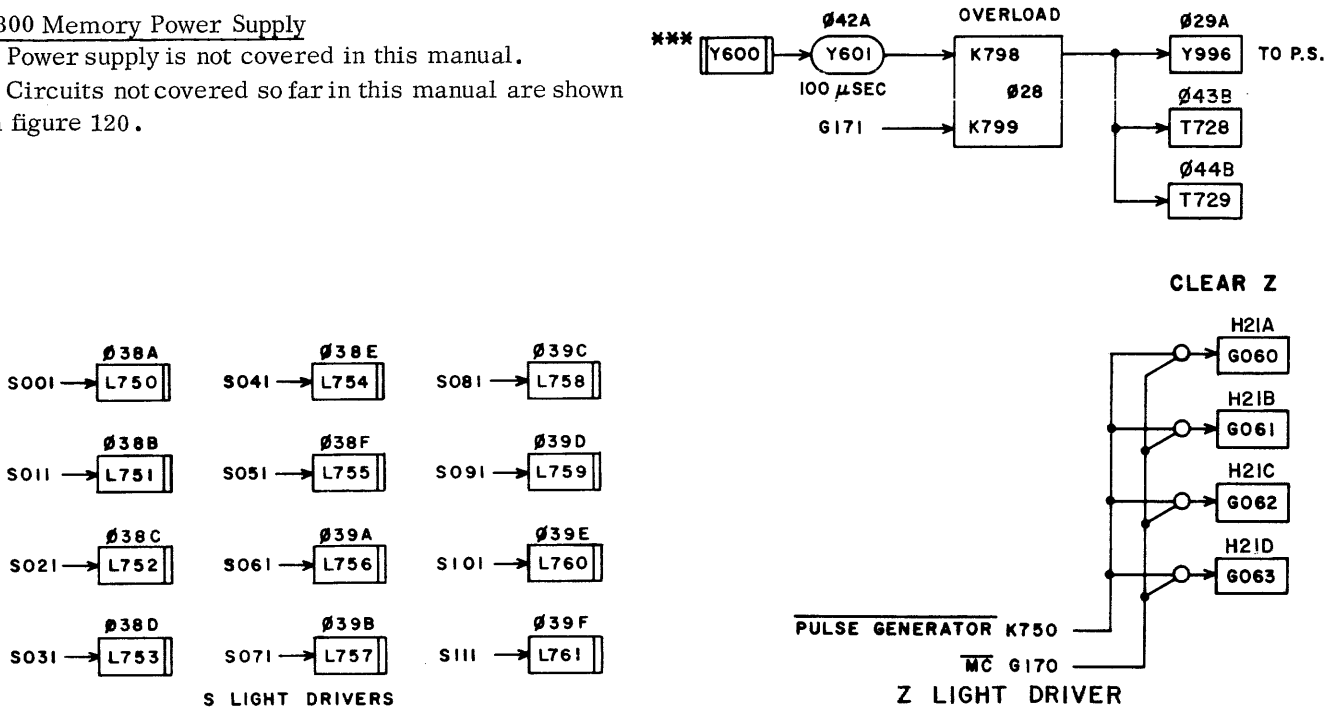 300 Memory Power Supply
Power supply is not covered in this manual.
Circuits not covered so far in this manual are shown
figure 120.
OVERLOAD
Ø42A
Ø29A
*** Y600 Y601 K798 Y996 TO P.S.
100 µSEC
Ø28
Ø43B
G171 K799 T728
Ø44B
T729
CLEAR Z
H21A
G060
H21B
G061
H21C
G062
H21D
G063
PULSE GENERATOR K750
MC G170
Z LIGHT DRIVER
Ø38A Ø38E Ø39C
S001 L750 S041 L754 S081 L758
Ø38B Ø38F Ø39D
S011 L751 S051 L755 S091 L759
Ø38C Ø39A Ø39E
S021 L752 S061 L756 S101 L760
Ø38D Ø39B Ø39F
S031 L753 S071 L757 S111 L761
S LIGHT DRIVERS